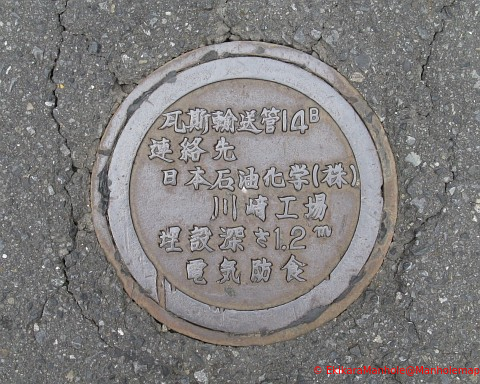 瓦斯輸送管14B
連絡先
日本石油化学(株)
川崎工場
埋設深さ1.2m
電気防食